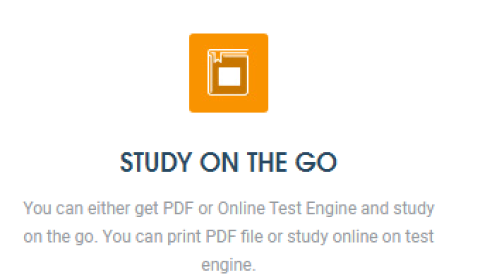 STUDY ON THE GO
You can either get PDF or Online Test Engine and study
on the go. You can print PDF file or study online on test
engine.